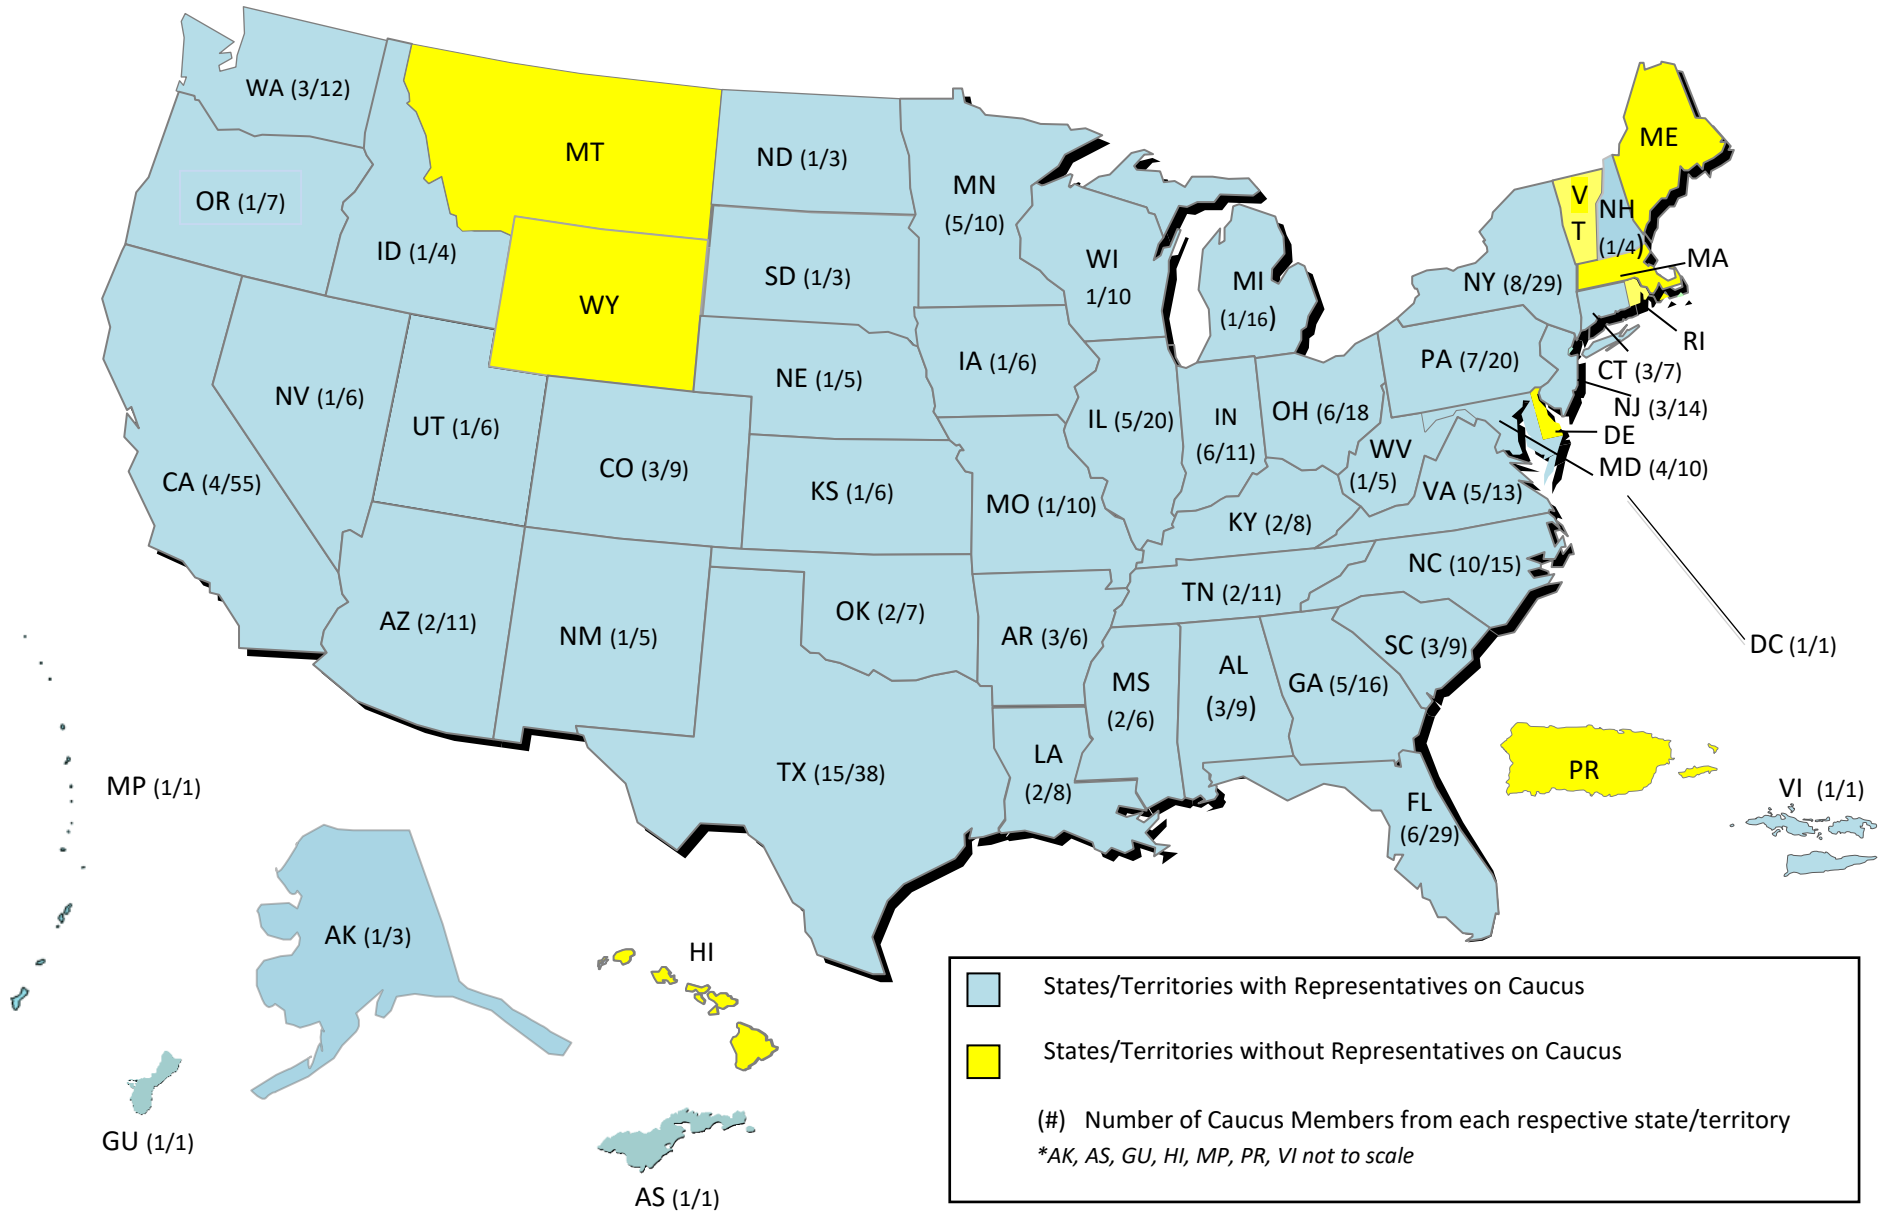 WA (3/12)
MT
ND (1/3)
MN
(5/10)
ME
OR (1/7)
ID (1/4)
V
T
NH
(1/4)
MA
WI
1/10
MI
(1/16)
NY (8/29)
SD (1/3)
WY
RI
PA (7/20)
CT (3/7)
NJ (3/14)
DE
MD (4/10)
NE (1/5)
IA (1/6)
NV (1/6)
UT (1/6)
IL (5/20)
IN
(6/11)
OH (6/18)
WV
(1/5)
VA (5/13)
CA (4/55)
CO (3/9)
KS (1/6)
MO (1/10)
KY (2/8)
NC (10/15)
TN (2/11)
AZ (2/11)
NM (1/5)
OK (2/7)
AR (3/6)
SC (3/9)
DC (1/1)
MS
(2/6)
AL
(3/9)
GA (5/16)
LA
(2/8)
TX (15/38)
FL
(6/29)
PR
VI (1/1)
MP (1/1)
AK (1/3)
HI
GU (1/1)
AS (1/1)
States/Territories with Representatives on Caucus
States/Territories without Representatives on Caucus
(#) Number of Caucus Members from each respective state/territory
*AK, AS, GU, HI, MP, PR, VI not to scale